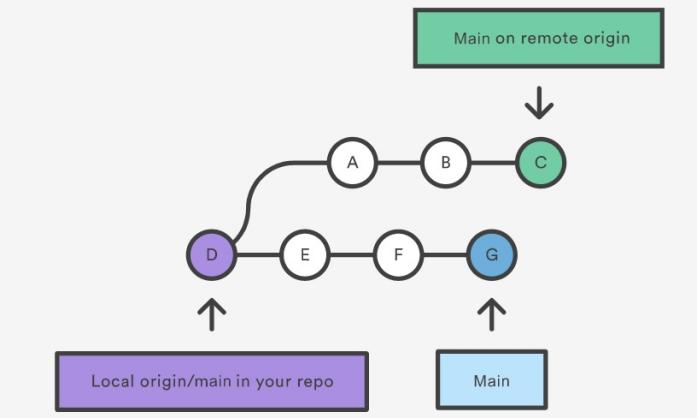 Main on remote origin
A B C
D E F G
Local origin/main in your repo
Main